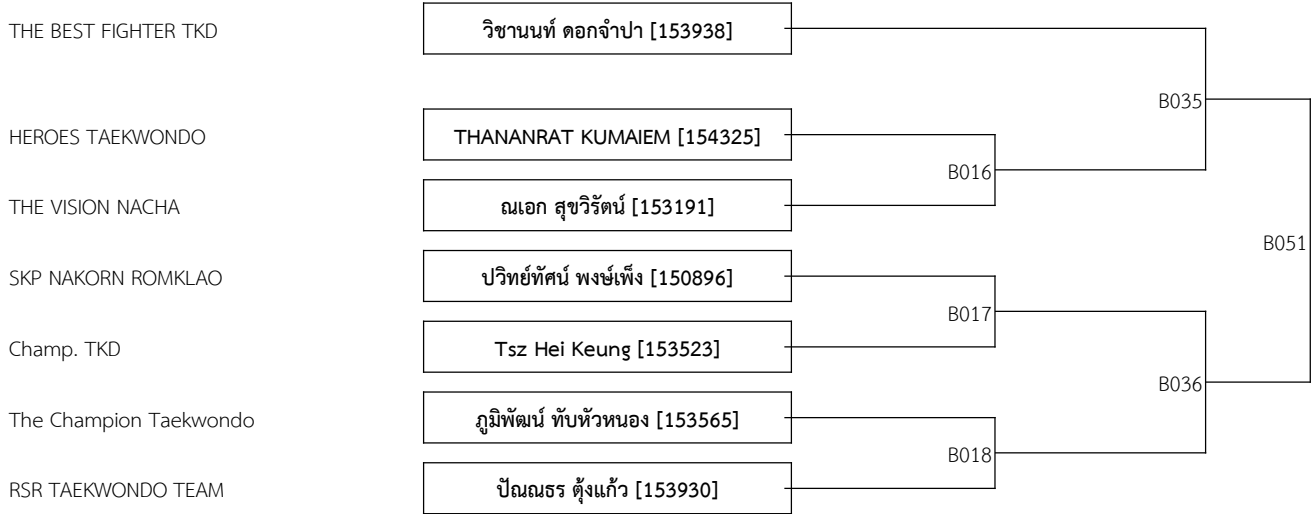 THE BEST FIGHTER TKD วิชานนท์ ดอกจำปา [153938]
B035
HEROES TAEKWONDO THANANRAT KUMAIEM [154325]
B016
THE VISION NACHA ณเอก สุขวิรัตน์ [153191]
B051
SKP NAKORN ROMKLAO ปวิทย์ทัศน์ พงษ์เพ็ง [150896]
B017
Champ. TKD Tsz Hei Keung [153523]
B036
The Champion Taekwondo ภูมิพัฒน์ ทับหัวหนอง [153565]
B018
RSR TAEKWONDO TEAM ปัณณธร ตุ้งแก้ว [153930]